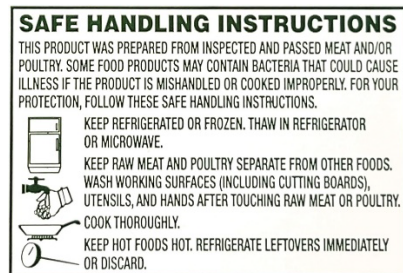 SAFE HANDLING INSTRUCTIONS
THIS PRODUCT WAS PREPARED FROM INSPECTED AND PASSED MEAT AND/OR
POULTRY. SOME FOOD PRODUCTS MAY CONTAIN BACTERIA THAT COULD CAUSE
ILLNESS IF THE PRODUCT IS MISHANDLED OR COOKED IMPROPERLY. FOR YOUR
PROTECTION, FOLLOW THESE SAFE HANDLING INSTRUCTIONS.
KEEP REFRIGERATED OR FROZEN. THAW IN REFRIGERATOR
OR MICROWAVE.
KEEP RAW MEAT AND POULTRY SEPARATE FROM OTHER FOODS.
WASH WORKING SURFACES (INCLUDING CUTTING BOARDS),
UTENSILS, AND HANDS AFTER TOUCHING RAW MEAT OR POULTRY.
COOK THOROUGHLY.
KEEP HOT FOODS HOT. REFRIGERATE LEFTOVERS IMMEDIATELY
OR DISCARD.